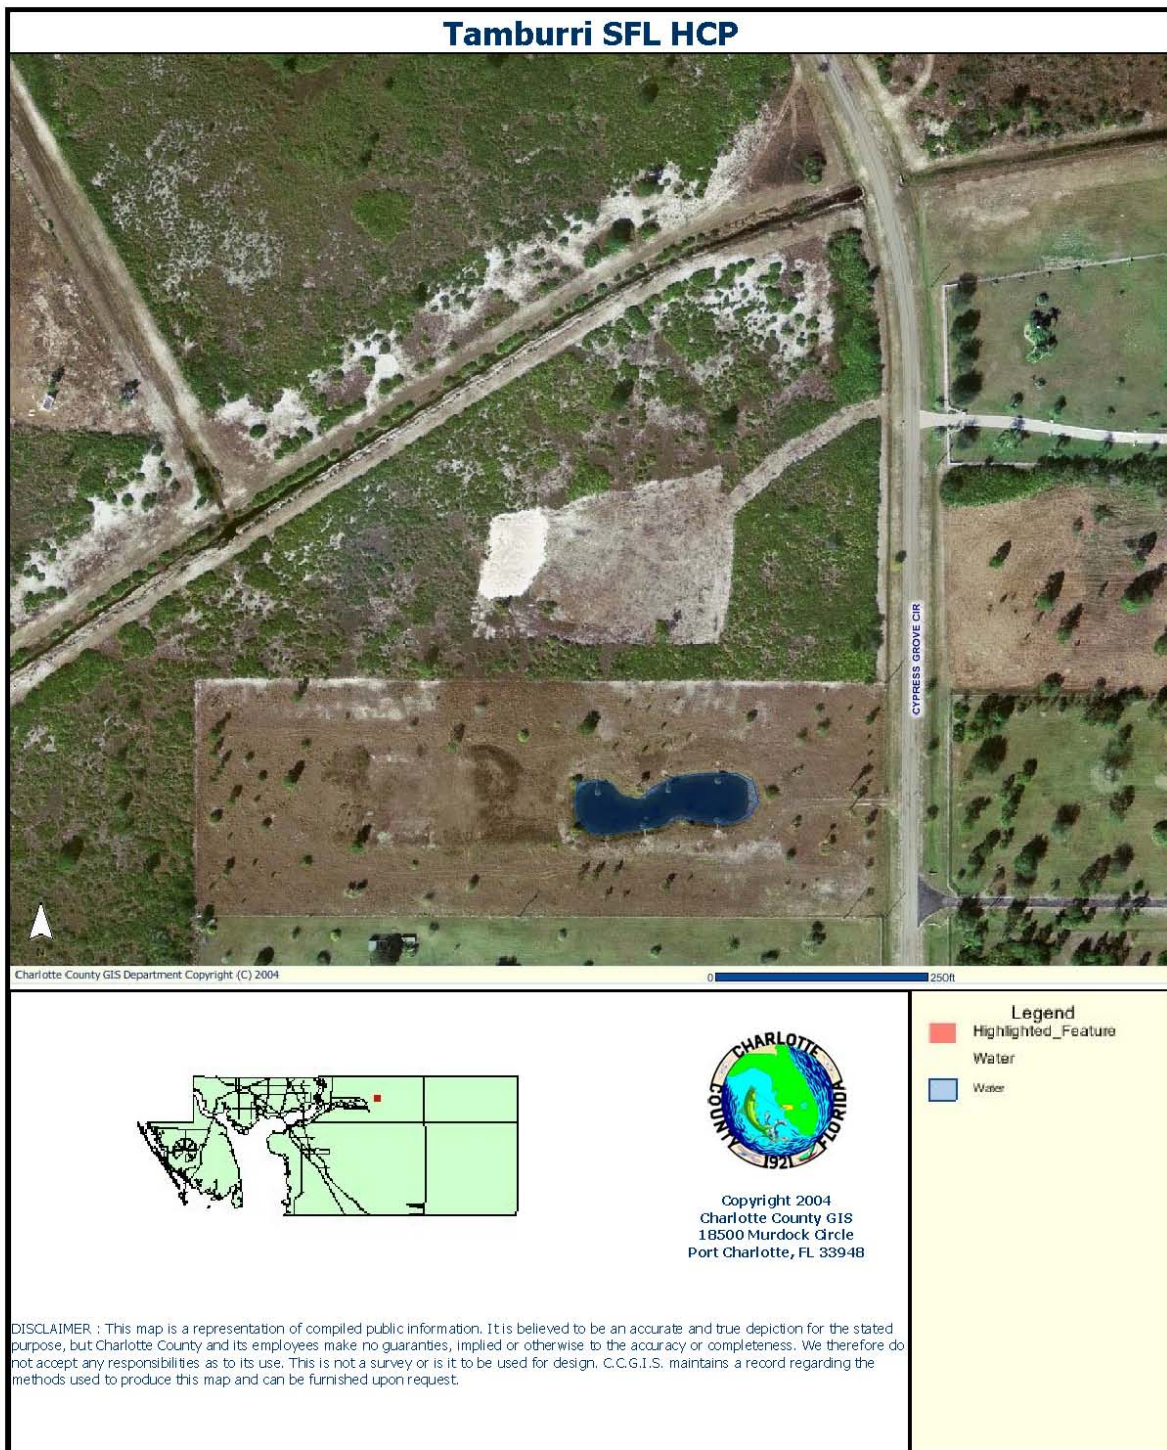 Tamburri SFL HCP
CYPRESS GROVE CIR
Charlotte County GIS Department Copyright (C) 2004
0 250ft
CHARLOTTE
COUNTY
FLORIDA
1921
Copyright 2004
Charlotte County GIS
18500 Murdock Circle
Port Charlotte, FL 33948
Legend
Highlighted_Feature
Water
Water
DISCLAIMER : This map is a representation of compiled public information. It is believed to be an accurate and true depiction for the stated
purpose, but Charlotte County and its employees make no guaranties, implied or otherwise to the accuracy or completeness. We therefore do
not accept any responsibilities as to its use. This is not a survey or is it to be used for design. C.C.G.I.S. maintains a record regarding the
methods used to produce this map and can be furnished upon request.